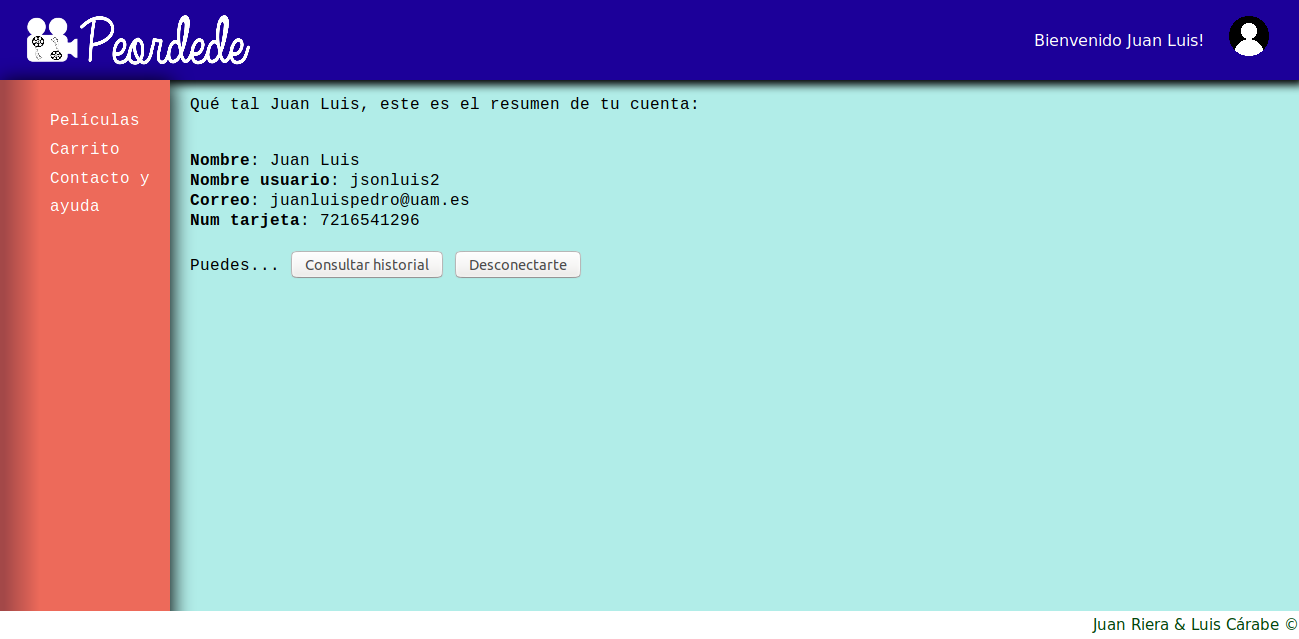 Peordede
Bienvenido Juan Luis!
Películas
Carrito
Contacto y
ayuda
Qué tal Juan Luis, este es el resumen de tu cuenta:
Nombre: Juan Luis
Nombre usuario: jsonluis2
Correo: juanluispedro@uam.es
Num tarjeta: 7216541296
Puedes... Consultar historial Desconectarte
Juan Riera & Luis Cárabe ©